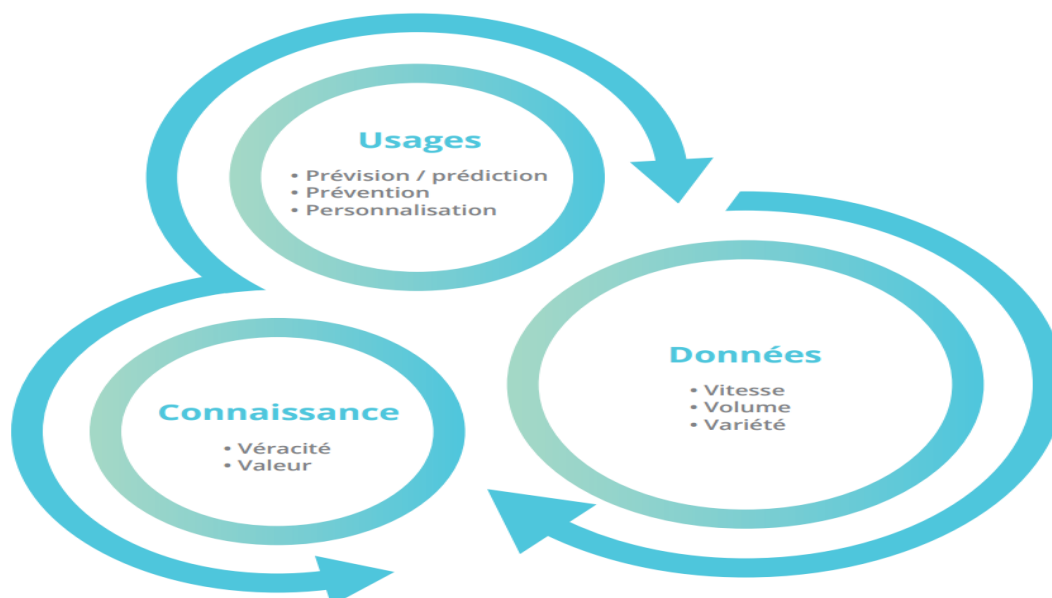 Usages
• Prévision / prédiction
• Prévention
• Personnalisation
Données
• Vitesse
• Volume
• Variété
Connaissance
• Véracité
• Valeur